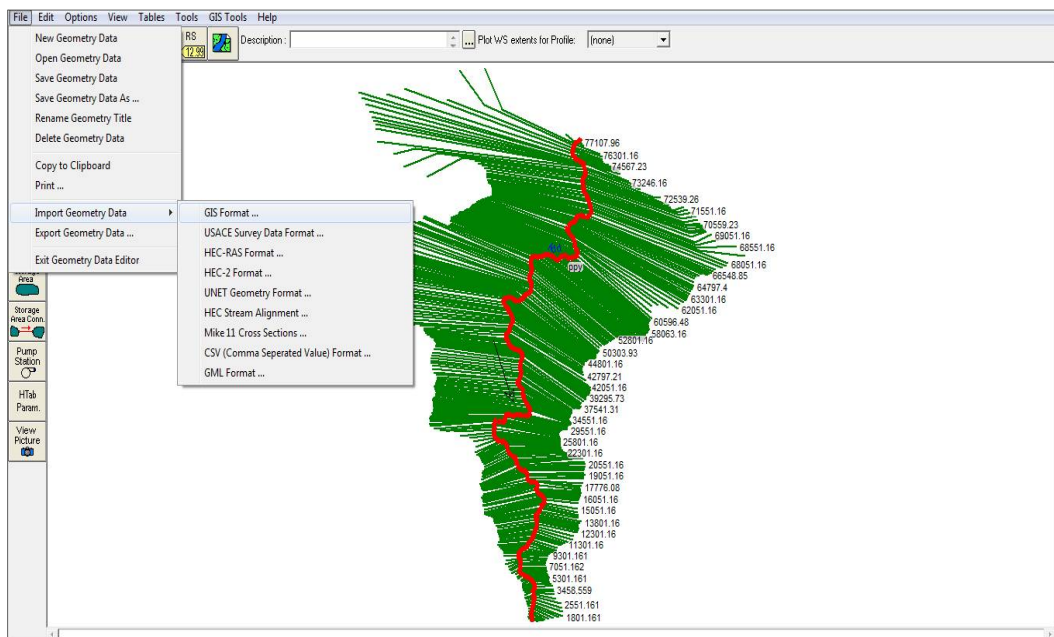 File Edit Options View Tables Tools GIS Tools Help
RS
Description :
...
Plot WS extents for Profile:
(none)
New Geometry Data
Open Geometry Data
Save Geometry Data
Save Geometry Data As ...
Rename Geometry Title
Delete Geometry Data
Copy to Clipboard
Print ...
Import Geometry Data
Export Geometry Data ...
Exit Geometry Data Editor
GIS Format ...
USACE Survey Data Format ...
HEC-RAS Format ...
HEC-2 Format ...
UNET Geometry Format ...
HEC Stream Alignment ...
Mike 11 Cross Sections ...
CSV (Comma Seperated Value) Format ...
GML Format ...
Area
Storage
Area Conn.
Pump
Station
HTab
Param.
View
Picture
77107.96
76301.16
74567.23
73246.16
72539.26
71551.16
70559.23
69051.16
68551.16
68051.16
66548.85
64797.4
63301.16
62051.16
60596.48
58063.16
52801.16
50303.93
44801.16
42797.21
42051.16
39295.73
37541.31
34551.16
29551.16
25801.16
22301.16
20551.16
19051.16
17776.08
16051.16
15051.16
13801.16
12301.16
11301.16
9301.161
7051.162
5301.161
3458.559
2551.161
1801.161